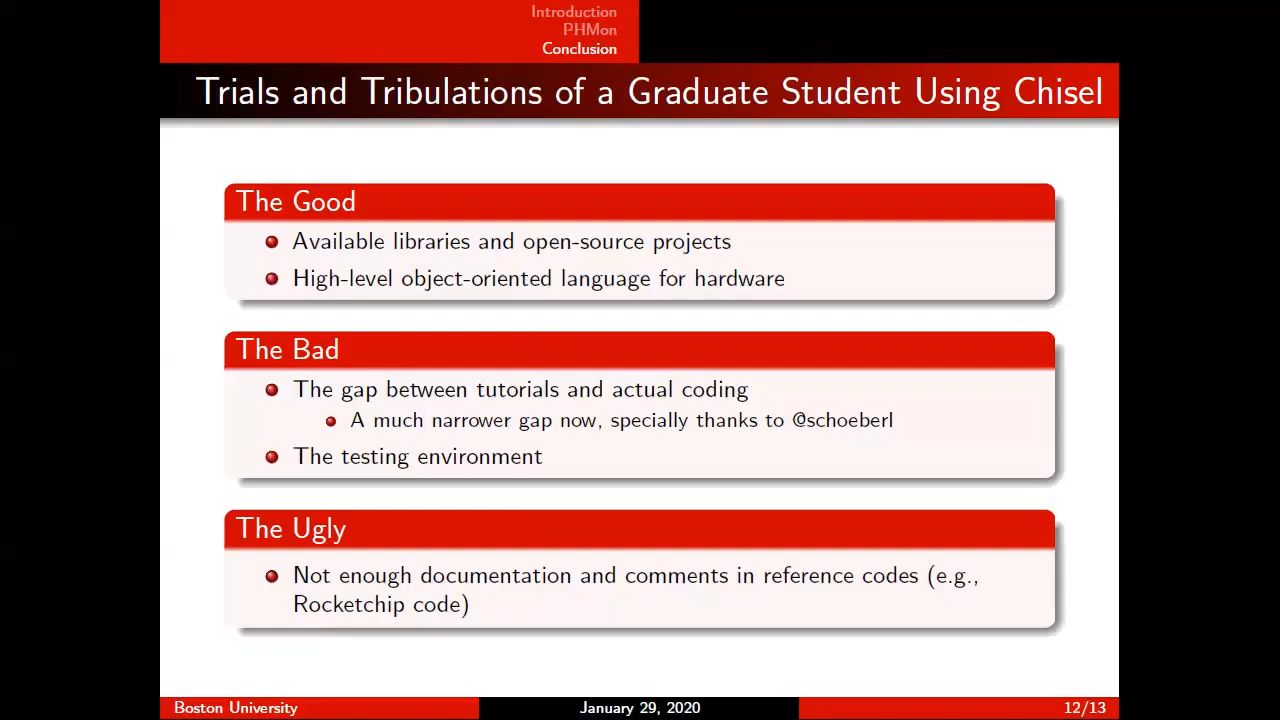 Introduction
PHMon
Conclusion
Trials and Tribulations of a Graduate Student Using Chisel
The Good
Available libraries and open-source projects
High-level object-oriented language for hardware
The Bad
The gap between tutorials and actual coding
A much narrower gap now, specially thanks to @schoeberl
The testing environment
The Ugly
Not enough documentation and comments in reference codes (e.g.,
Rocketchip code)
Boston University
January 29, 2020
12/13